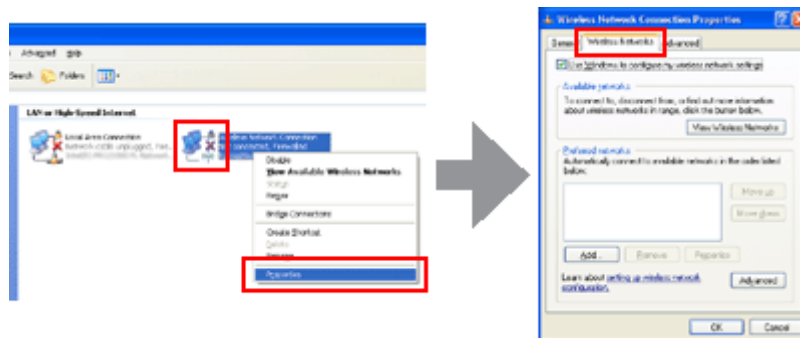 Advanced Help
Search Folders
LAN or High-Speed Internet
Local Area Connection
Network cable unplugged, Fire...
Wireless Network Connection
Not connected, Firewalled
Disable
View Available Wireless Networks
Status
Repair
Bridge Connections
Create Shortcut
Delete
Rename
Properties
Wireless Network Connection Properties
General Wireless Networks Advanced
Use Windows to configure my wireless network settings
Available networks
To connect to, disconnect from, or find out more information
about wireless networks in range, click the button below.
View Wireless Networks
Preferred networks
Automatically connect to available networks in the order listed
below:
Move up
Move down
Add... Remove Properties
Learn about setting up wireless network
configuration.
Advanced
OK Cancel